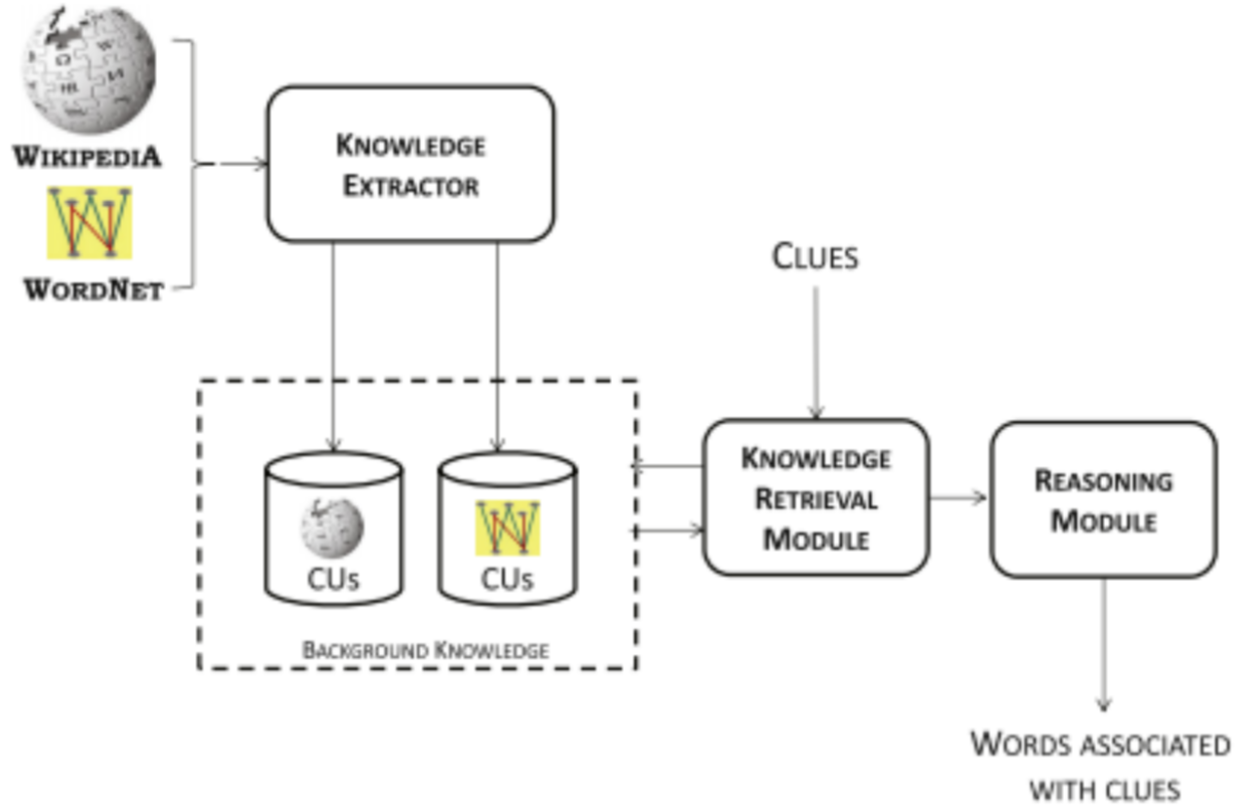 WIKIPEDIA
WORDNET
KNOWLEDGE
EXTRACTOR
CLUES
KNOWLEDGE
RETRIEVAL
MODULE
REASONING
MODULE
CUs
CUs
BACKGROUND KNOWLEDGE
WORDS ASSOCIATED
WITH CLUES